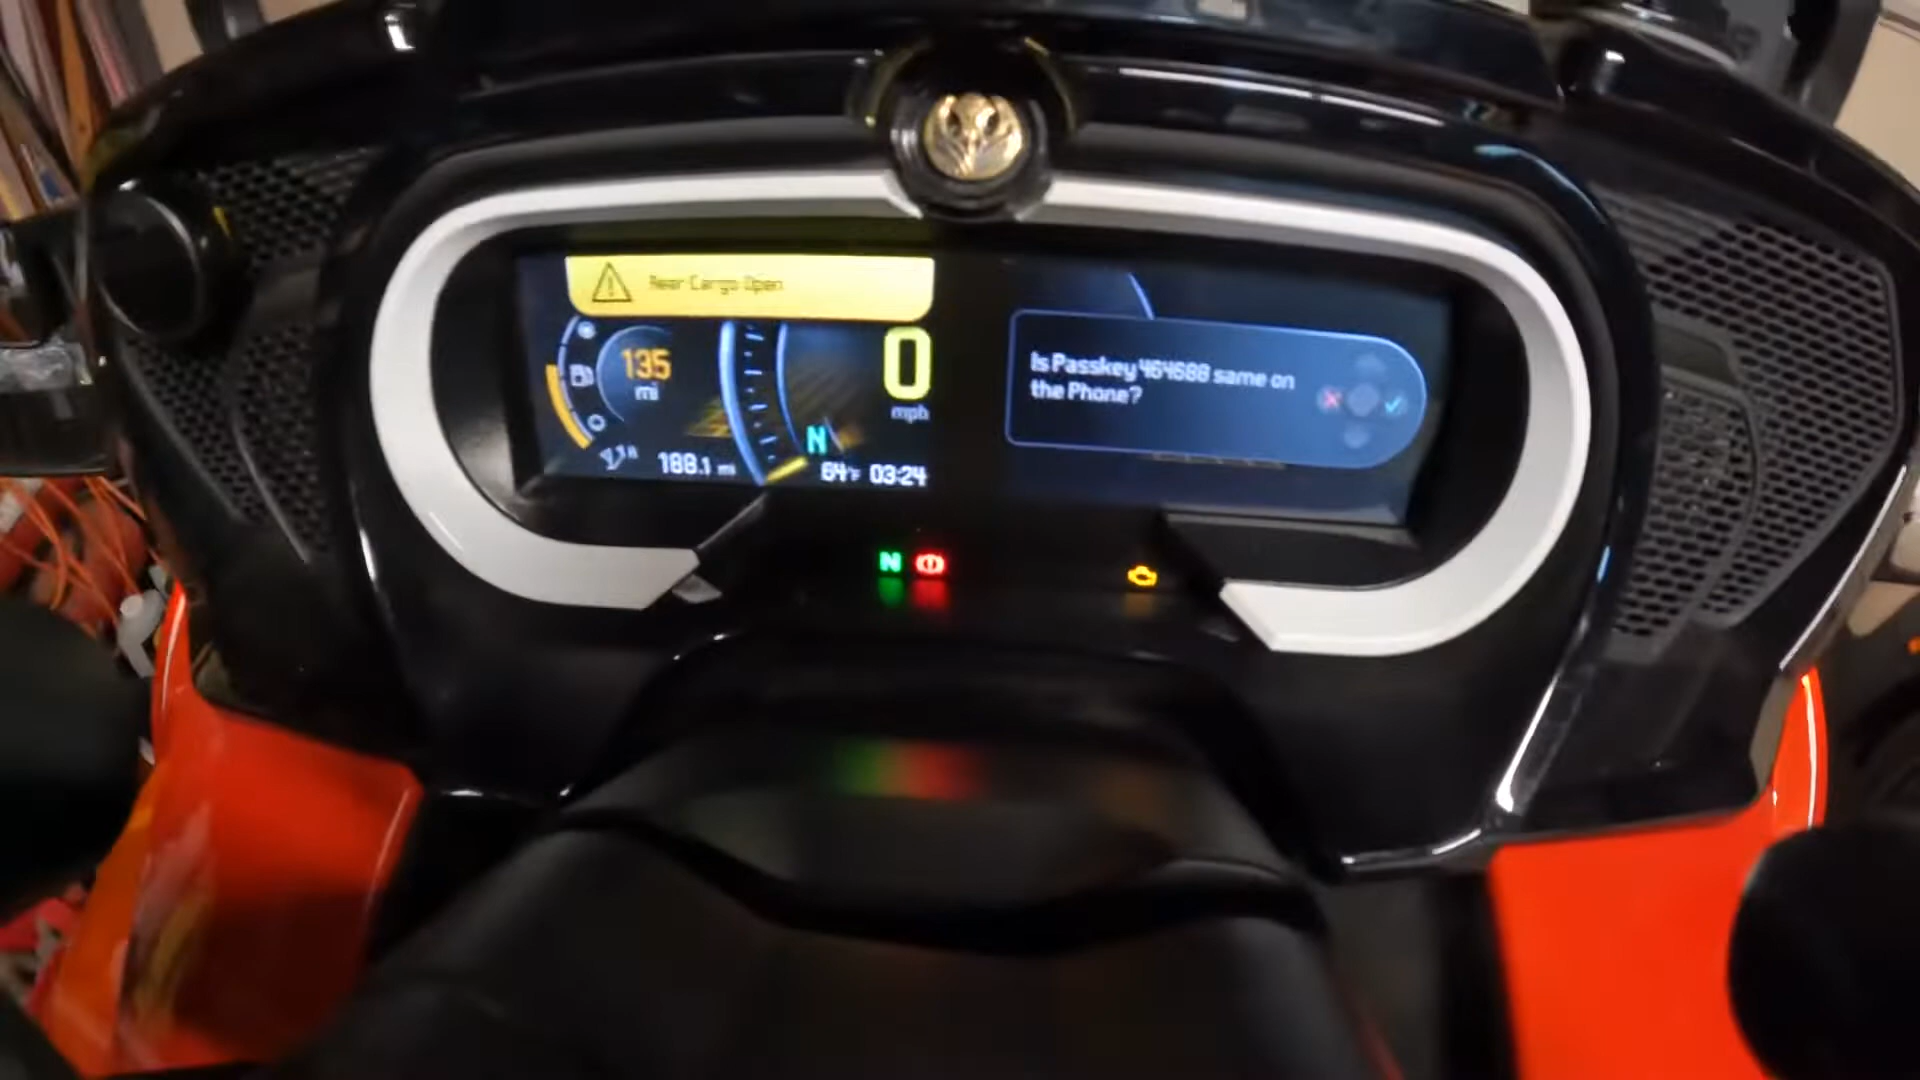 Rear Cargo Open
135
mi
0
mph
N
188.1 mi
64°F 03:24
Is Passkey 464688 same on
the Phone?
N